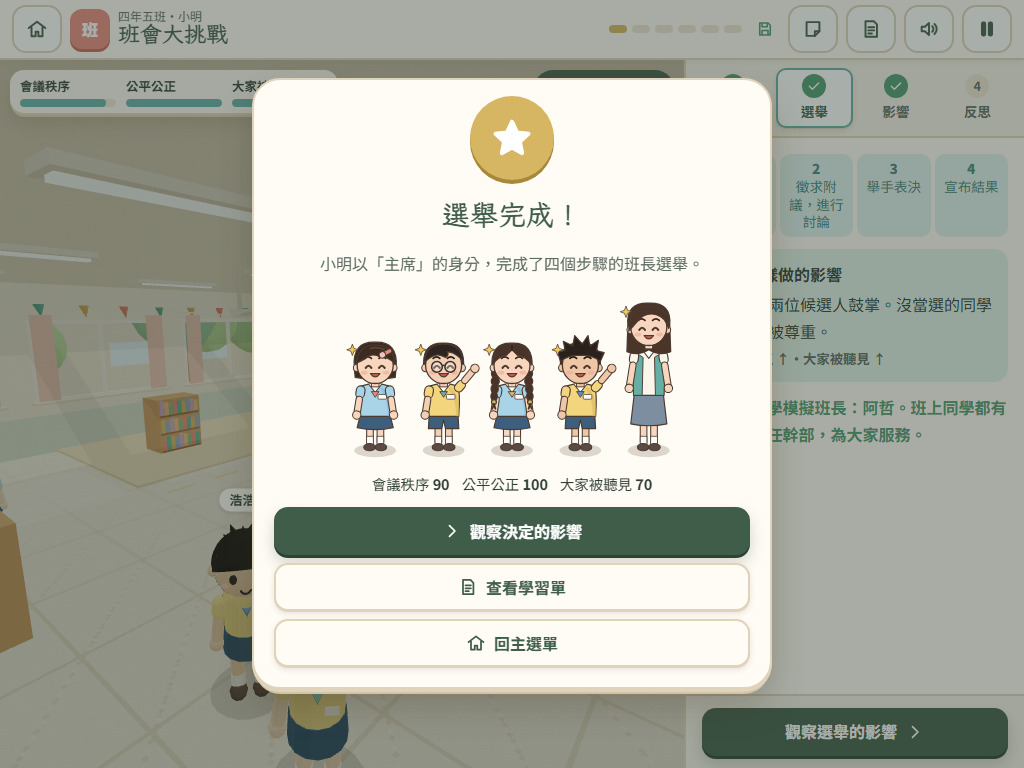 班
四年五班・小明
班會大挑戰
會議秩序
公平公正
大家
選舉
影響
4
反思
2
徵求附
議，進行
討論
3
舉手表決
4
宣布結果
樣做的影響
兩位候選人鼓掌。沒當選的同學
被尊重。
↑・大家被聽見 ↑
學模擬班長：阿哲。班上同學都有
任幹部，為大家服務。
浩浩
選舉完成！
小明以「主席」的身分，完成了四個步驟的班長選舉。
會議秩序 90 公平公正 100 大家被聽見 70
觀察決定的影響
查看學習單
回主選單
觀察選舉的影響